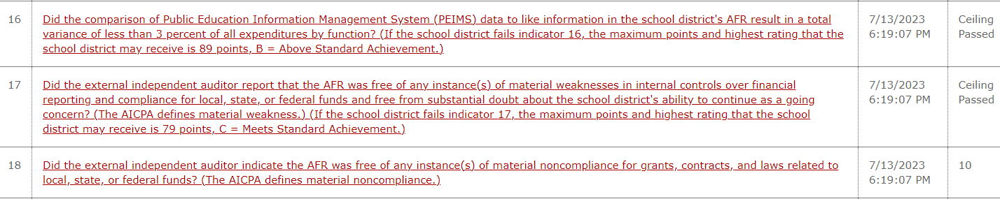 16 Did the comparison of Public Education Information Management System (PEIMS) data to like information in the school district's AFR result in a total
variance of less than 3 percent of all expenditures by function? (If the school district fails indicator 16, the maximum points and highest rating that the
school district may receive is 89 points, B = Above Standard Achievement.)
7/13/2023
6:19:07 PM
Ceiling
Passed
17 Did the external independent auditor report that the AFR was free of any instance(s) of material weaknesses in internal controls over financial
reporting and compliance for local, state, or federal funds and free from substantial doubt about the school district's ability to continue as a going
concern? (The AICPA defines material weakness.) (If the school district fails indicator 17, the maximum points and highest rating that the school
district may receive is 79 points, C = Meets Standard Achievement.)
7/13/2023
6:19:07 PM
Ceiling
Passed
18 Did the external independent auditor indicate the AFR was free of any instance(s) of material noncompliance for grants, contracts, and laws related to
local, state, or federal funds? (The AICPA defines material noncompliance.)
7/13/2023
6:19:07 PM
10